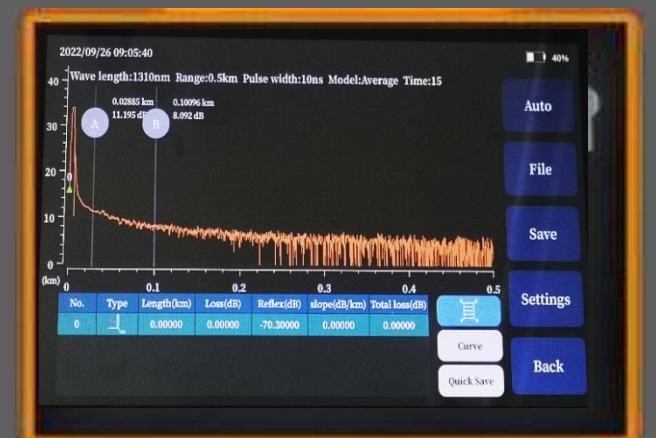 2022/09/26 09:05:40
40%
Wave length:1310nm Range:0.5km Pulse width:10ns Model:Average Time:15
40
30
20
10
0
0.02885 km
11.195 dB
0.10096 km
8.092 dB
A
B
0
(km)
0 0.1 0.2 0.3 0.4 0.5
No. Type Length(km) Loss(dB) Reflex(dB) slope(dB/km) Total loss(dB)
0 0.00000 0.00000 -70.30000 0.00000 0.00000
Curve
Quick Save
Auto
File
Save
Settings
Back